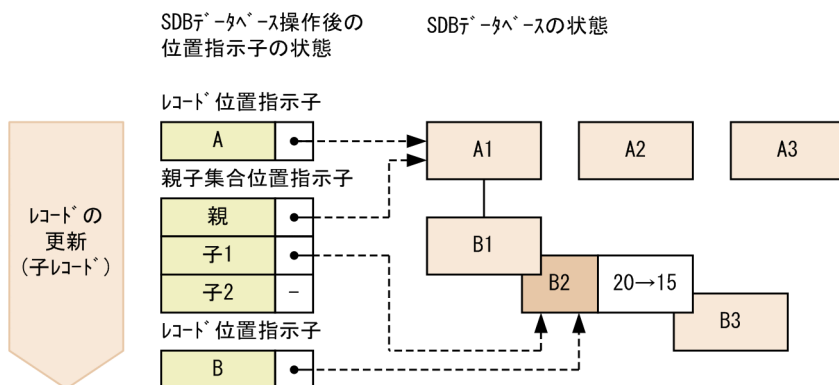 SDBﾃﾞｰﾀﾍﾞｰｽ操作後の
位置指示子の状態
SDBﾃﾞｰﾀﾍﾞｰｽの状態
ﾚｺｰﾄﾞ位置指示子
A
A1
A2
A3
親子集合位置指示子
ﾚｺｰﾄﾞの
更新
(子ﾚｺｰﾄﾞ)
親
子1
子2
－
B1
B2
20→15
B3
ﾚｺｰﾄﾞ位置指示子
B